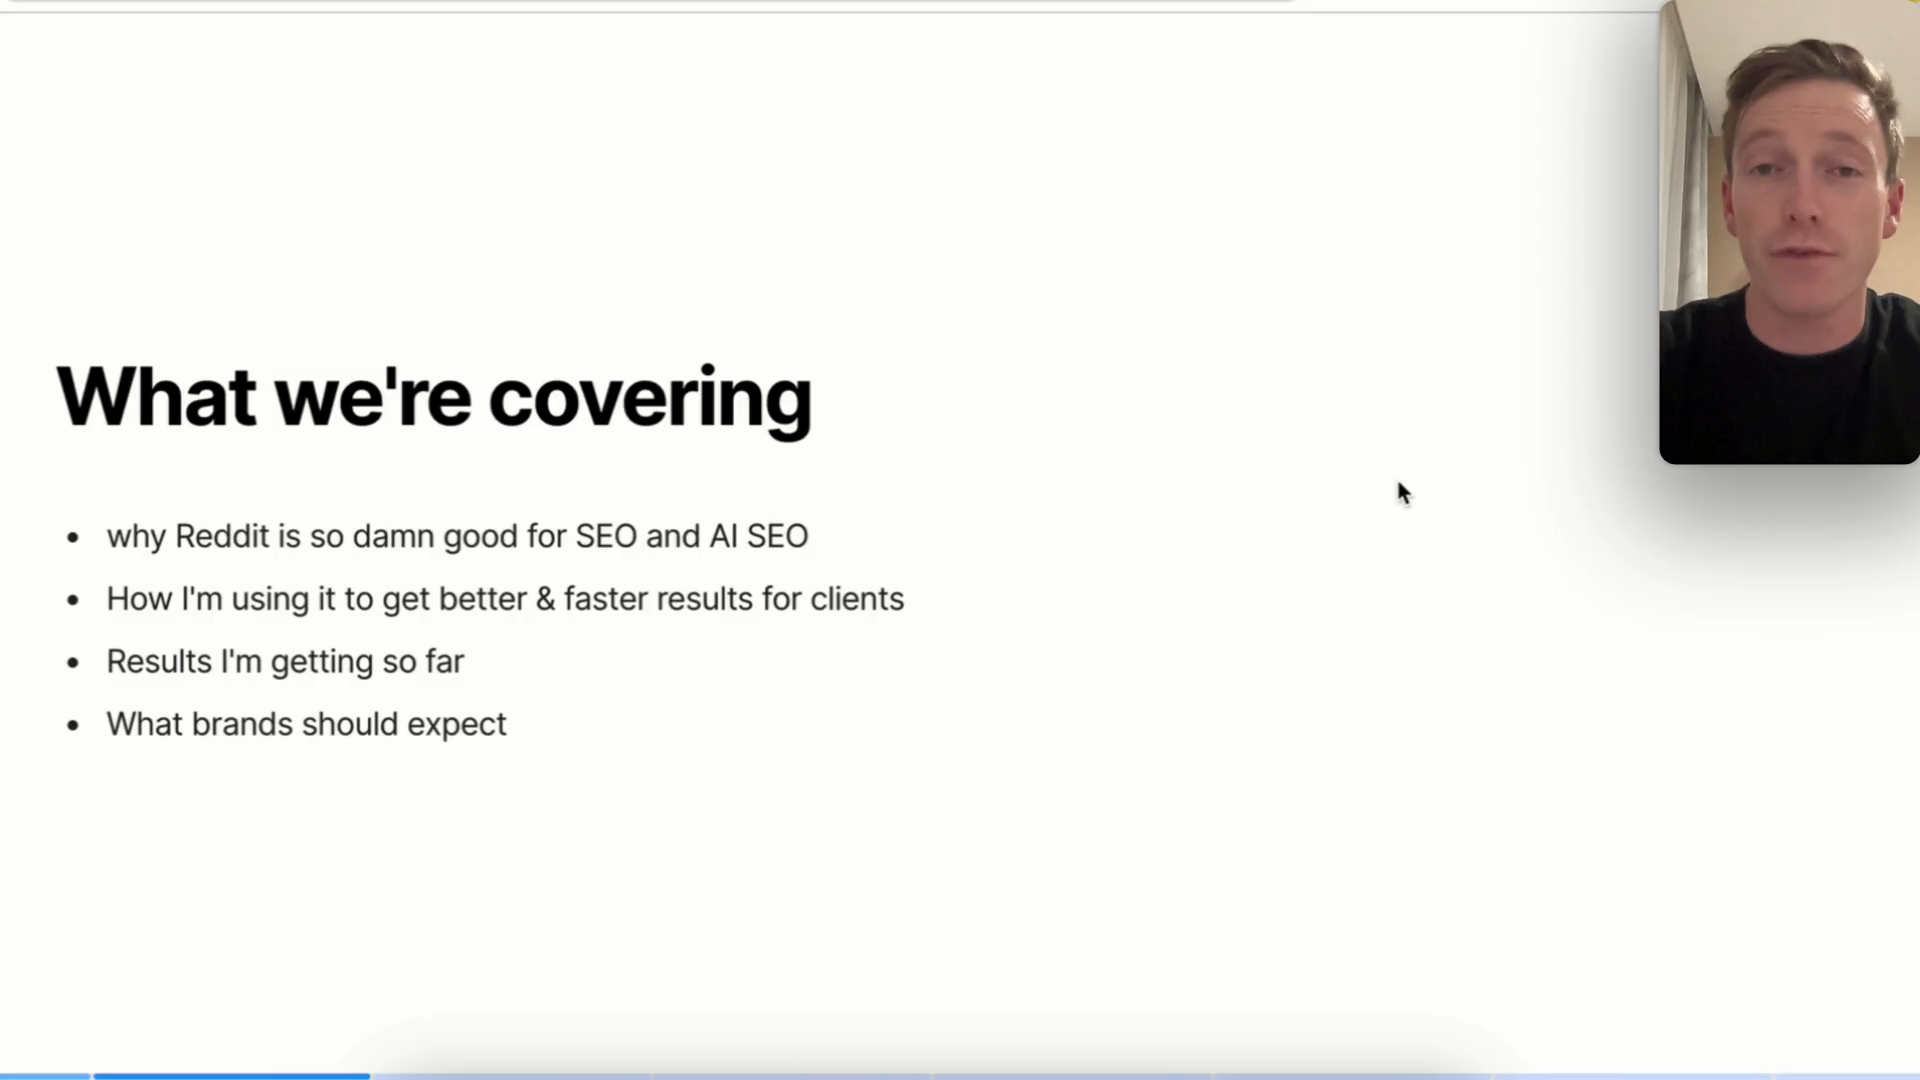 What we're covering
why Reddit is so damn good for SEO and AI SEO
How I'm using it to get better & faster results for clients
Results I'm getting so far
What brands should expect